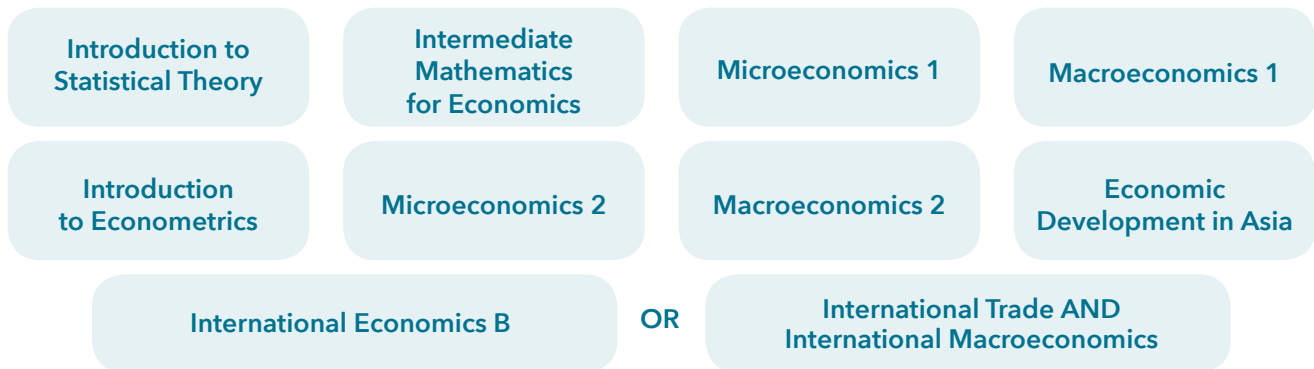 Introduction to
Statistical Theory
Intermediate
Mathematics
for Economics
Microeconomics 1
Macroeconomics 1
Introduction
to Econometrics
Microeconomics 2
Macroeconomics 2
Economic
Development in Asia
International Economics B
OR
International Trade AND
International Macroeconomics